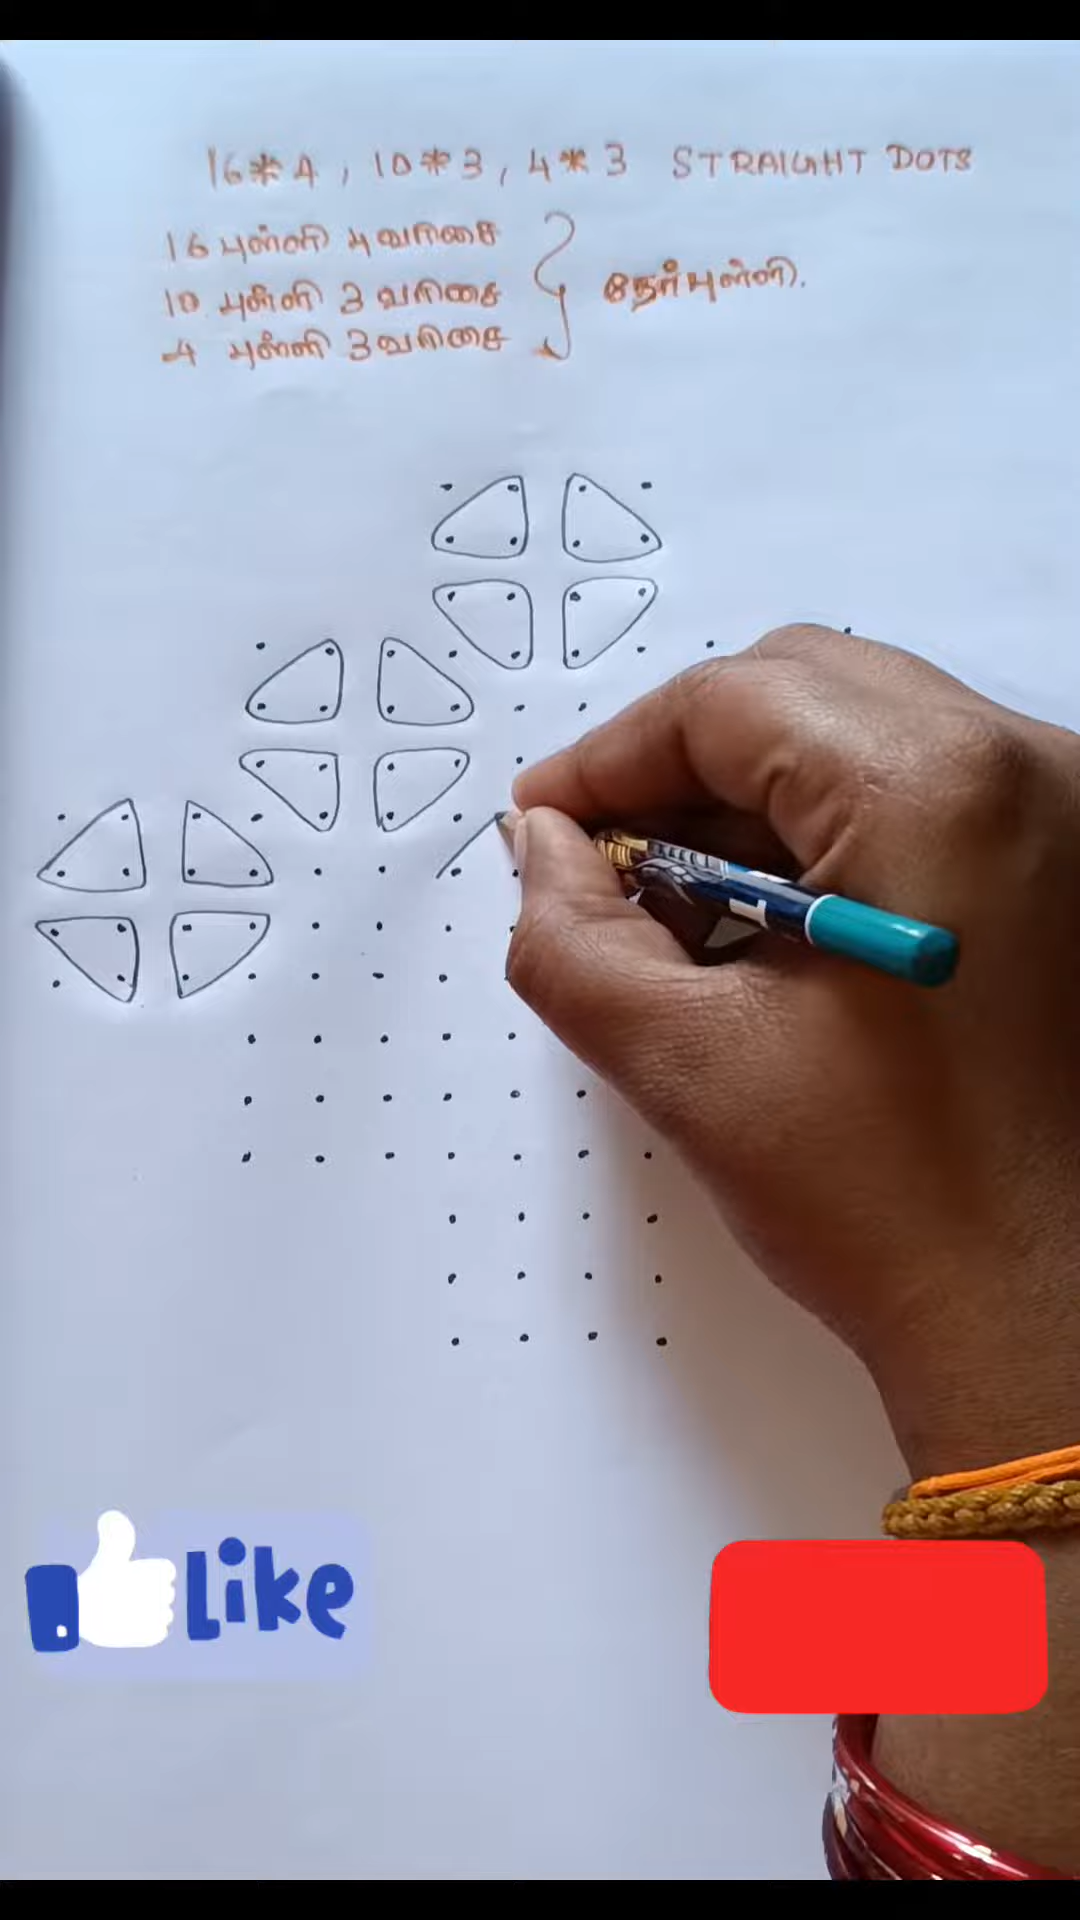 16*4, 10*3, 4*3 STRAIGHT DOTS
16 புள்ளி 4 வரிசை
10 புள்ளி 3 வரிசை
4 புள்ளி 3 வரிசை
நேர்புள்ளி.
Like